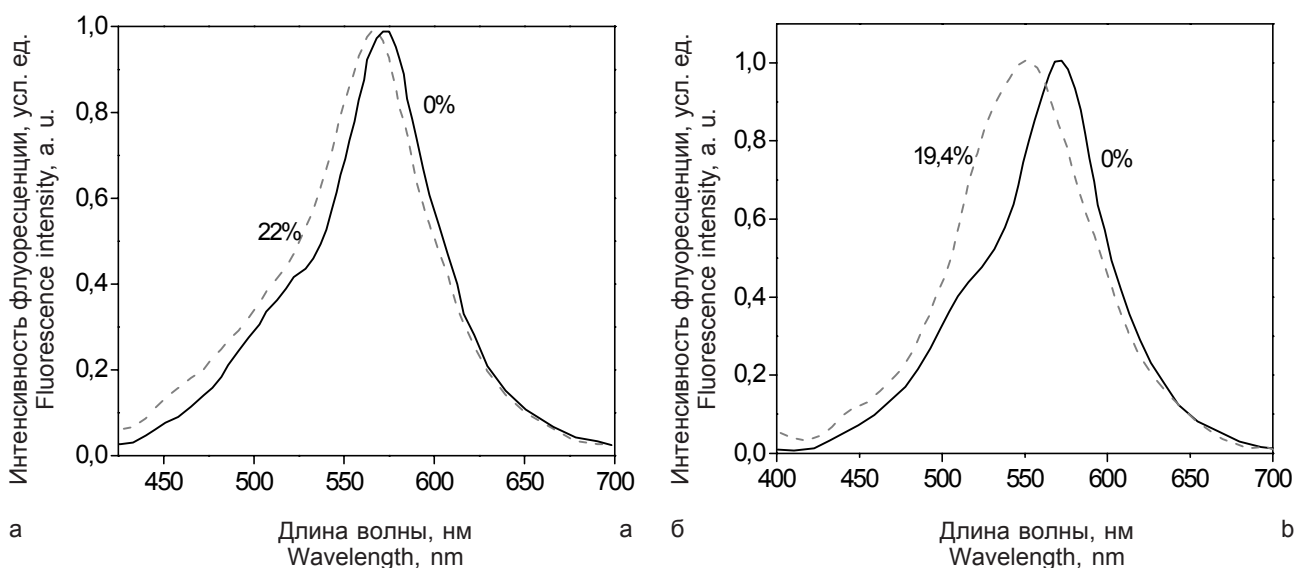 Интенсивность флуоресценции, усл. ед.
Fluorescence intensity, a. u.
1,0
0,8
0,6
0,4
0,2
0,0
0%
22%
450 500 550 600 650 700
а
Длина волны, нм
Wavelength, nm
a
Интенсивность флуоресценции, усл. ед.
Fluorescence intensity, a. u.
1,0
0,8
0,6
0,4
0,2
0,0
19,4%
0%
400 450 500 550 600 650 700
б
Длина волны, нм
Wavelength, nm
b